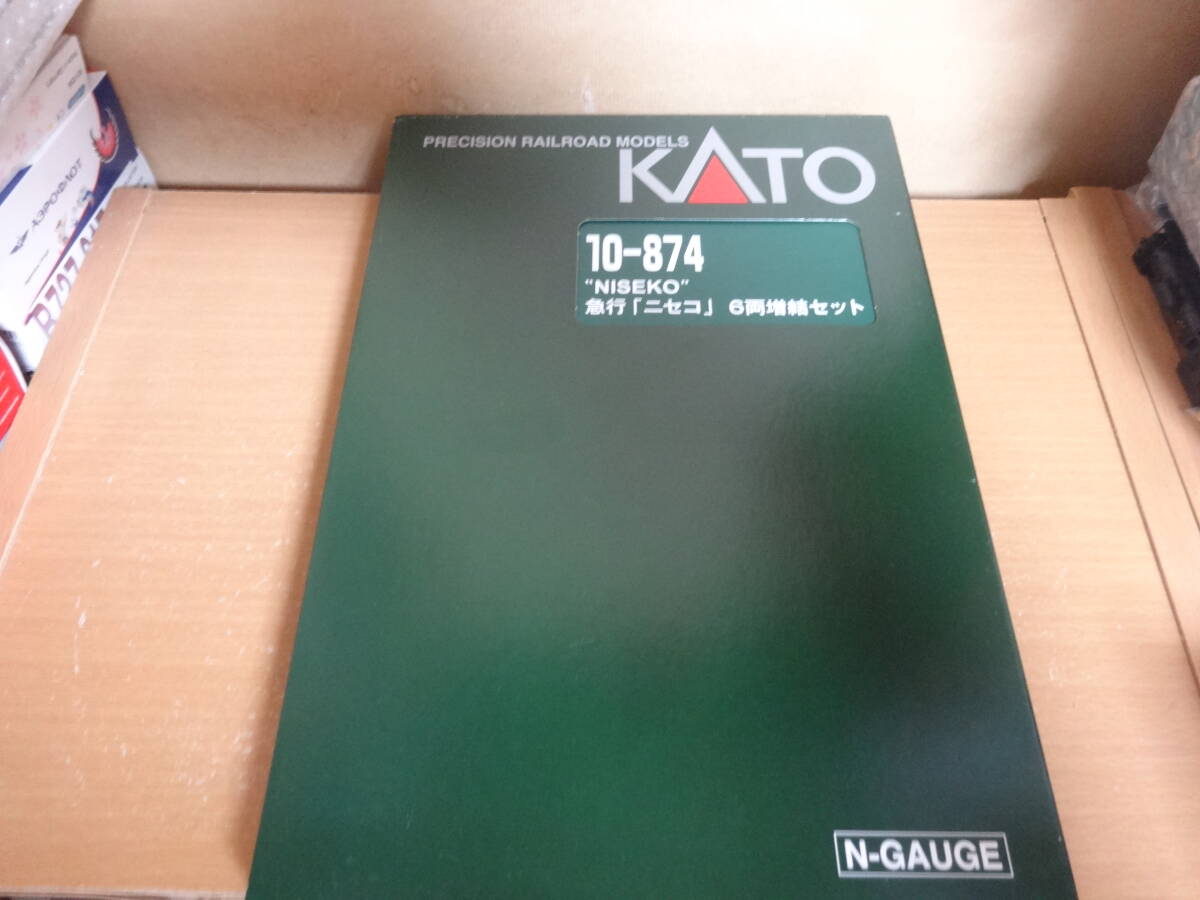 PRECISION RAILROAD MODELS
KATO
10-874
"NISEKO"
急行「ニセコ」 6両増結セット
N-GAUGE
АЭРОФЛОТ